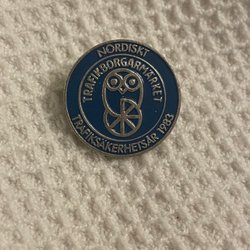 NORDISKT
TRAFIKBORGARMÄRKET
TRAFIKSÄKERHETSÅR 1983